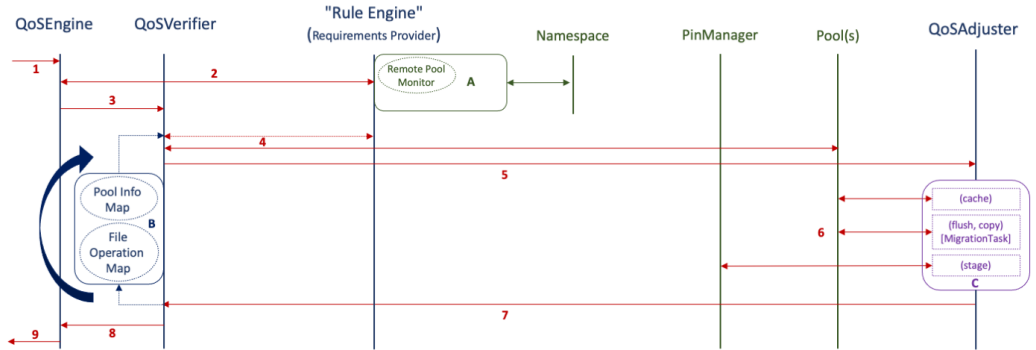 QoSEngine
QoSVerifier
"Rule Engine"
(Requirements Provider)
Namespace
PinManager
Pool(s)
QoSAdjuster
1
2
Remote Pool
Monitor
A
3
4
5
Pool Info
Map
B
File
Operation
Map
6
(cache)
(flush, copy)
[MigrationTask]
(stage)
C
7
8
9